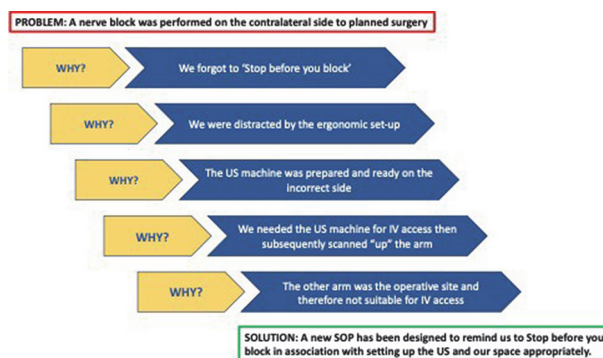 PROBLEM: A nerve block was performed on the contralateral side to planned surgery
WHY?
We forgot to ‘Stop before you block’
WHY?
We were distracted by the ergonomic set-up
WHY?
The US machine was prepared and ready on the
incorrect side
WHY?
We needed the US machine for IV access then
subsequently scanned “up” the arm
WHY?
The other arm was the operative site and
therefore not suitable for IV access
SOLUTION: A new SOP has been designed to remind us to Stop before you
block in association with setting up the US and our space appropriately.